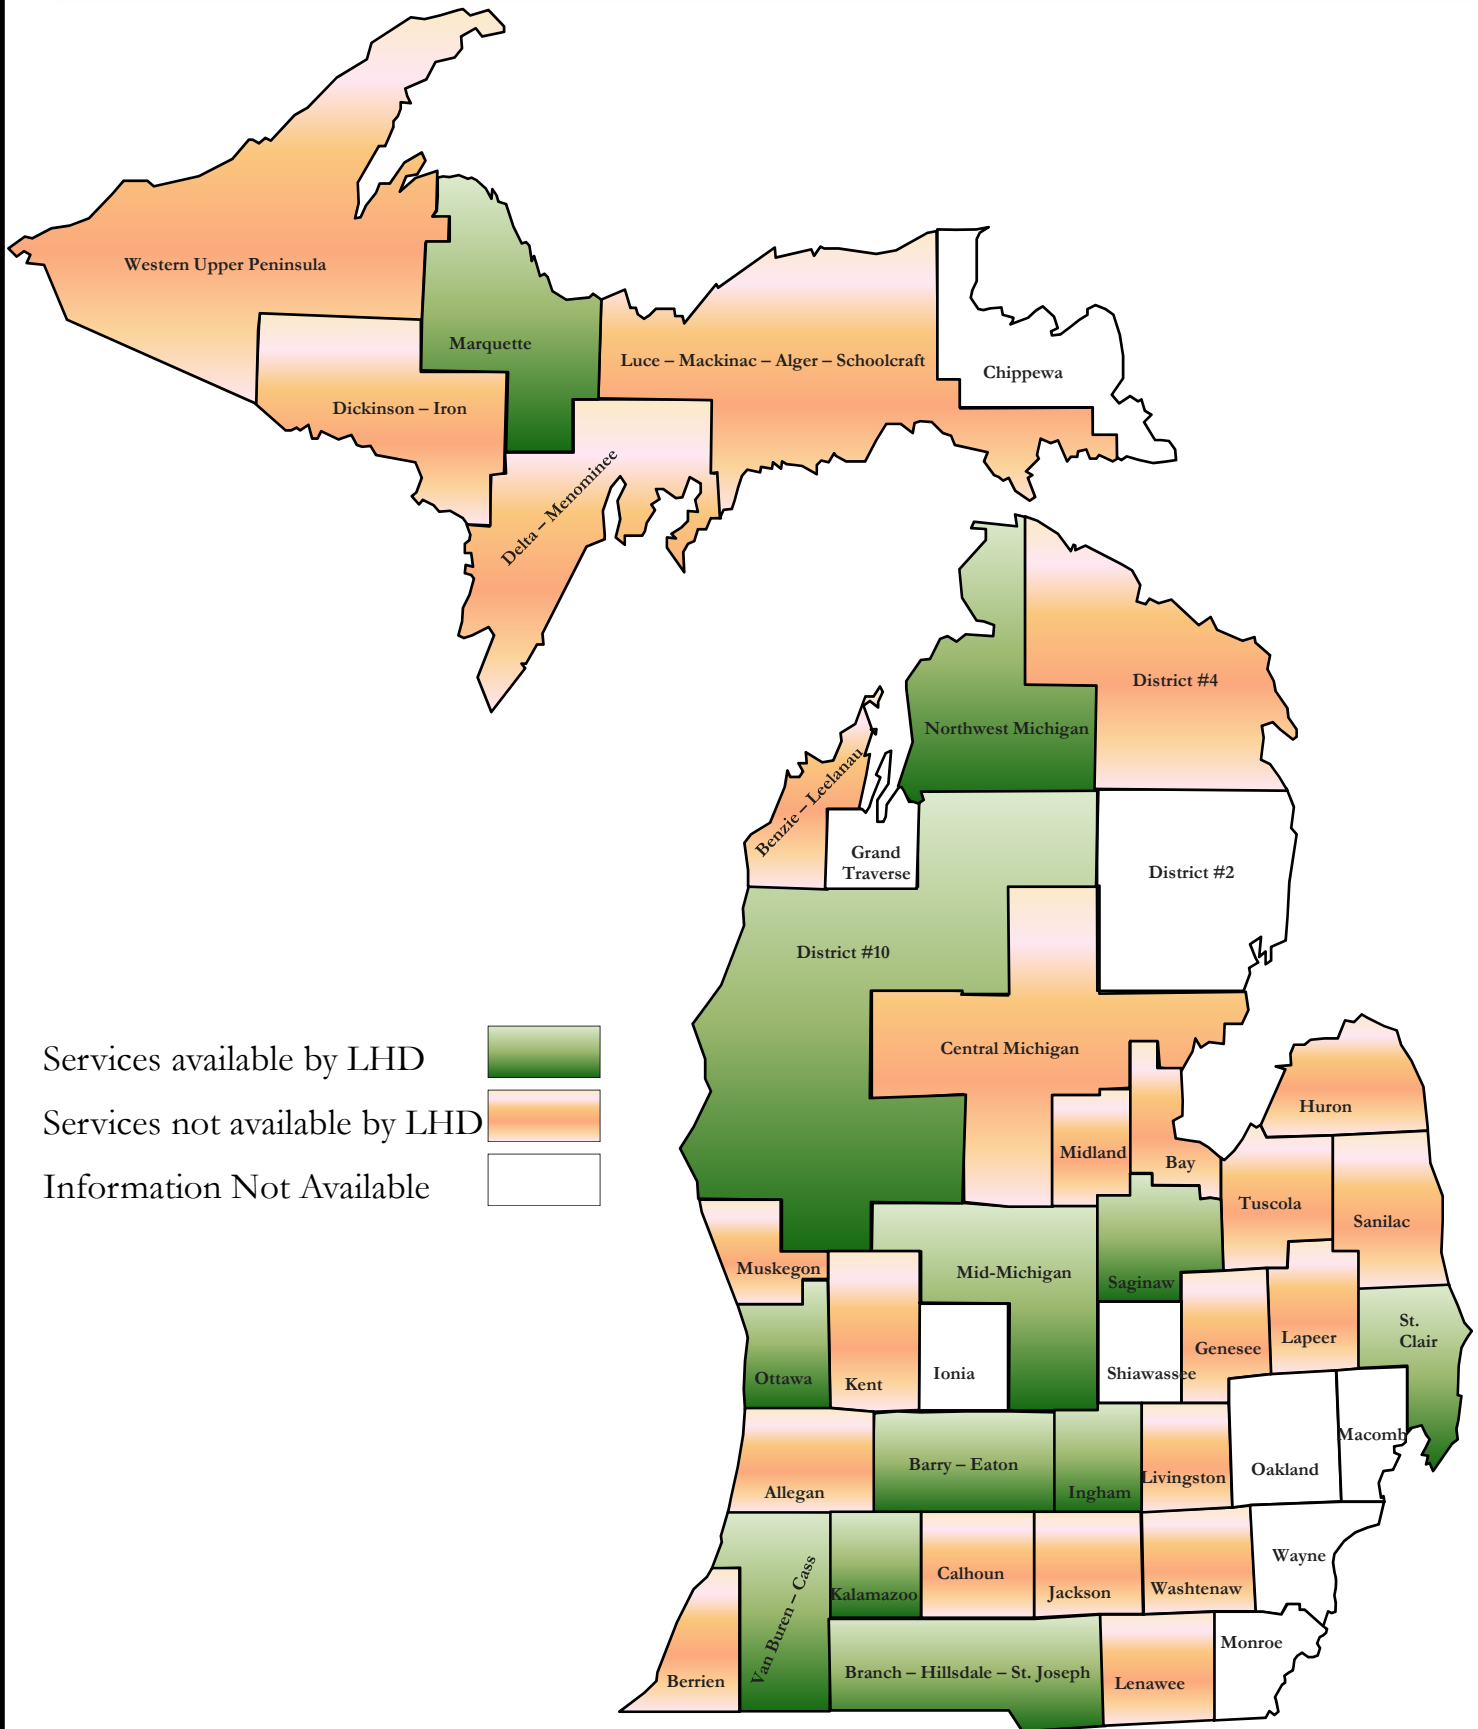 Western Upper Peninsula
Marquette
Luce – Mackinac – Alger – Schoolcraft
Chippewa
Dickinson – Iron
Delta – Menominee
District #4
Northwest Michigan
Benzie – Leelanau
Grand
Traverse
District #2
District #10
Central Michigan
Services available by LHD
Services not available by LHD
Information Not Available
Huron
Midland
Bay
Tuscola
Sanilac
Muskegon
Mid-Michigan
Saginaw
St.
Clair
Ottawa
Kent
Ionia
Shiawassee
Genesee
Lapeer
Macomb
Allegan
Barry – Eaton
Ingham
Livingston
Oakland
Van Buren – Cass
Kalamazoo
Calhoun
Jackson
Washtenaw
Wayne
Berrien
Branch – Hillsdale – St. Joseph
Lenawee
Monroe